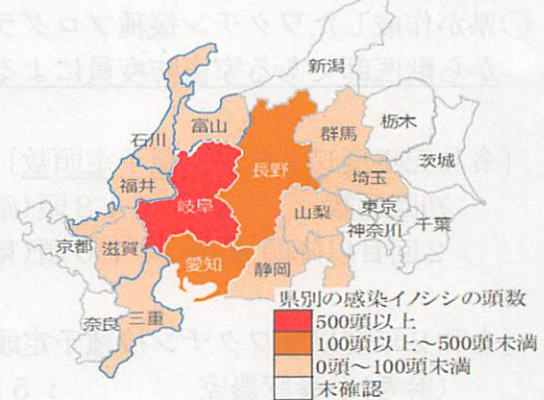 新潟
富山
石川
群馬
栃木
長野
茨城
福井
埼玉
岐阜
山梨
東京
神奈川
千葉
京都
滋賀
愛知
静岡
奈良
三重
県別の感染イノシシの頭数
500頭以上
100頭以上～500頭未満
0頭～100頭未満
未確認